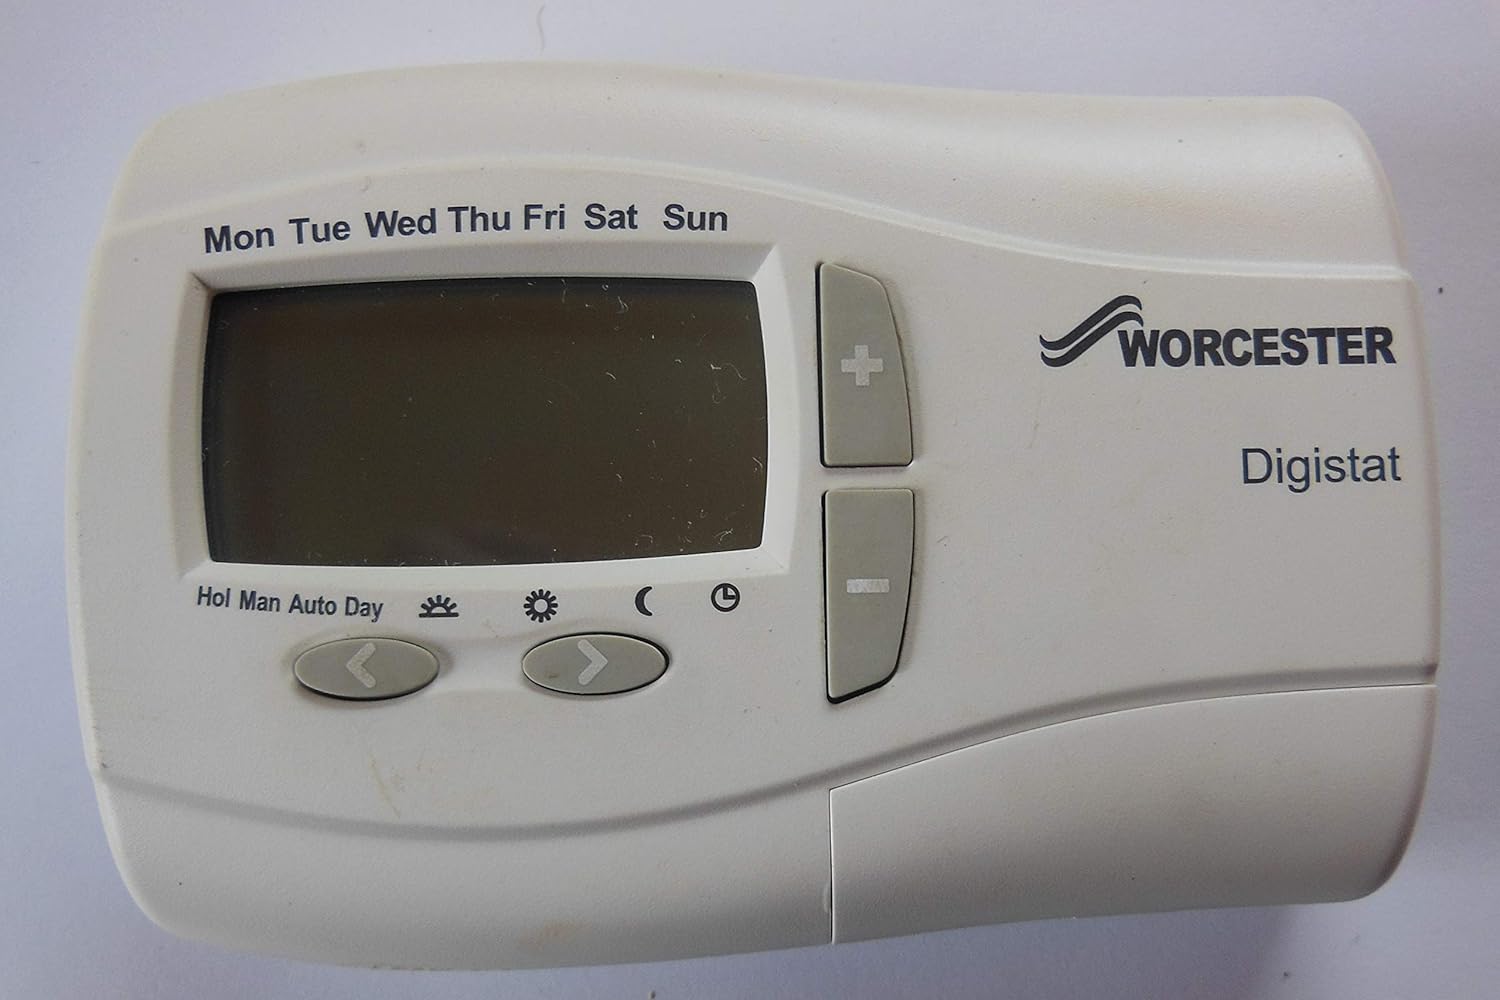 Mon Tue Wed Thu Fri Sat Sun
WORCESTER
Digistat
Hol Man Auto Day